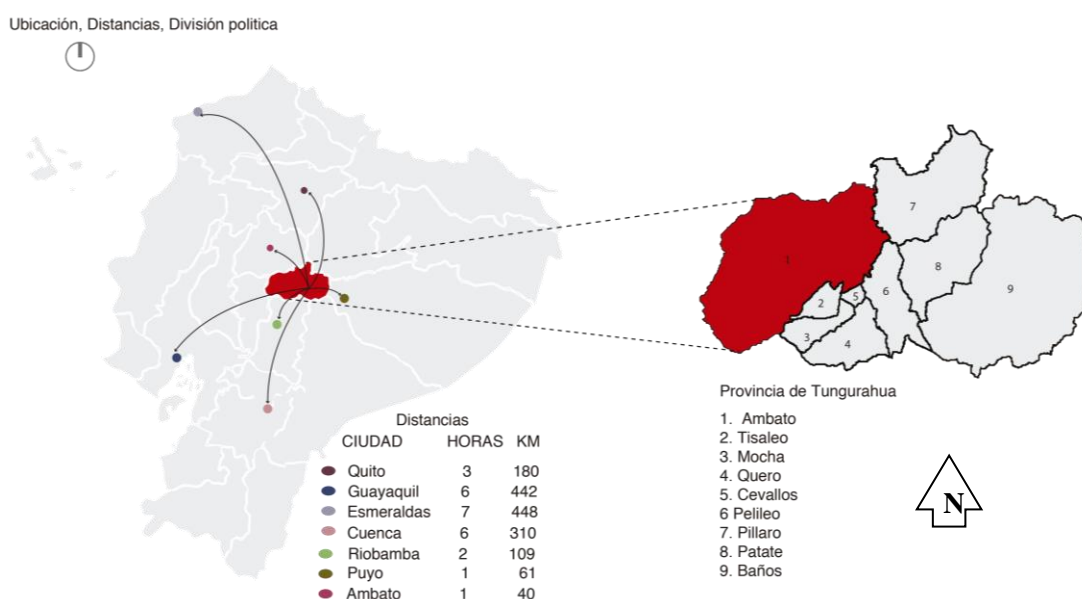 Ubicación, Distancias, División politica
Distancias
CIUDAD HORAS KM
Quito 3 180
Guayaquil 6 442
Esmeraldas 7 448
Cuenca 6 310
Riobamba 2 109
Puyo 1 61
Ambato 1 40
7
1
8
6
9
5
2
3
4
Provincia de Tungurahua
1. Ambato
2. Tisaleo
3. Mocha
4. Quero
5. Cevallos
6 Pelileo
7. Pillaro
8. Patate
9. Baños
N